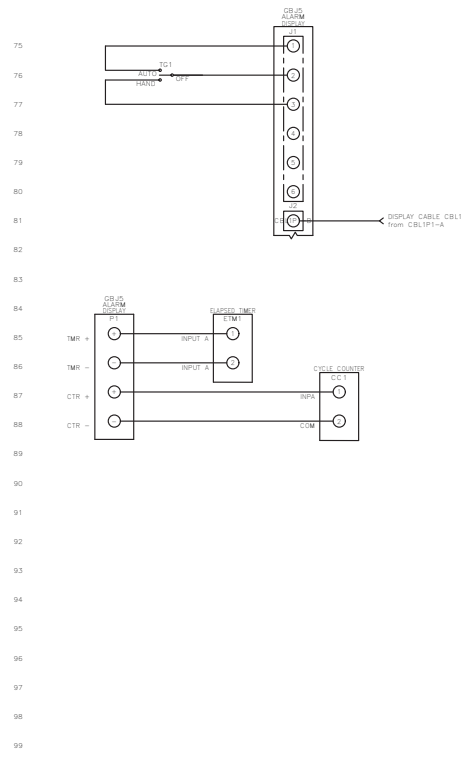 GBJ5
ALARM
DISPLAY
J1
75
1
TG1
76
AUTO
OFF
2
HAND
77
3
78
4
79
5
80
6
J2
81
DISPLAY CABLE CBL1
from CBL1P1-A
82
83
GBJ5
ALARM
DISPLAY
84
P1
ELAPSED TIMER
ETM1
85
TMR +
+
INPUT A
1
86
TMR -
-
INPUT A
2
CYCLE COUNTER
CC1
87
CTR +
+
INPA
1
88
CTR -
-
COM
2
89
90
91
92
93
94
95
96
97
98
99